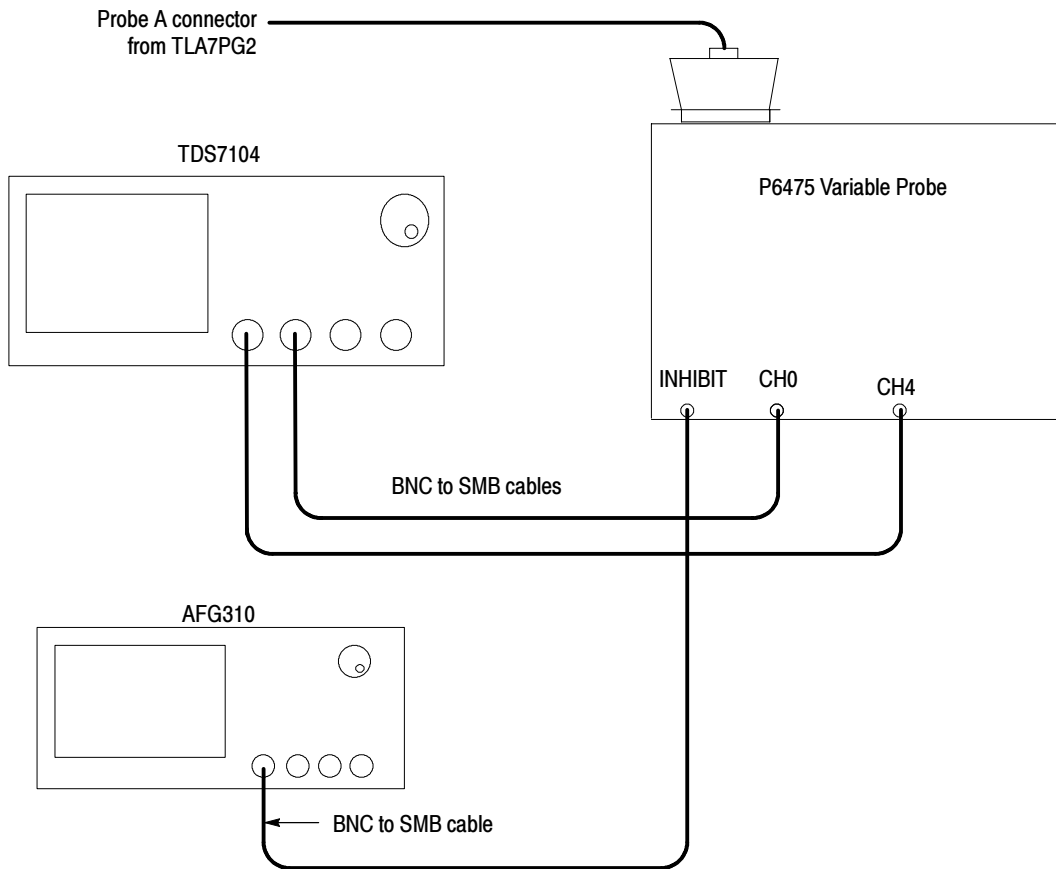 Probe A connector
from TLA7PG2
TDS7104
P6475 Variable Probe
INHIBIT
CH0
CH4
BNC to SMB cables
AFG310
BNC to SMB cable